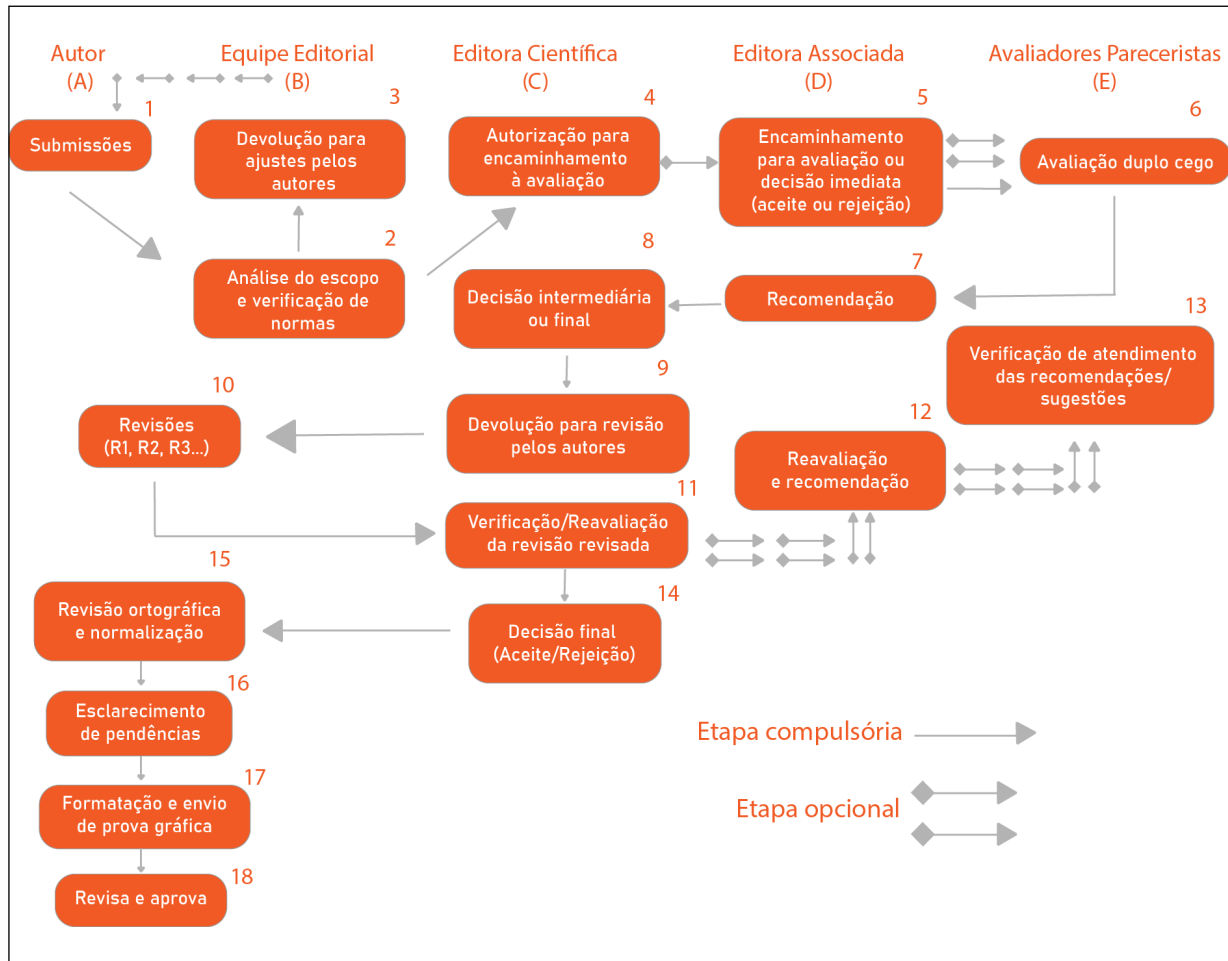 Autor
(A)
Equipe Editorial
(B)
Editora Científica
(C)
Editora Associada
(D)
Avaliadores Pareceristas
(E)
1
Submissões
3
Devolução para
ajustes pelos
autores
4
Autorização para
encaminhamento
à avaliação
5
Encaminhamento
para avaliação ou
decisão imediata
(aceite ou rejeição)
6
Avaliação duplo cego
2
Análise do escopo
e verificação de
normas
8
Decisão intermediária
ou final
7
Recomendação
13
Verificação de atendimento
das recomendações/
sugestões
9
Devolução para revisão
pelos autores
10
Revisões
(R1, R2, R3...)
12
Reavaliação
e recomendação
11
Verificação/Reavaliação
da revisão revisada
14
Decisão final
(Aceite/Rejeição)
15
Revisão ortográfica
e normalização
16
Esclarecimento
de pendências
17
Formatação e envio
de prova gráfica
18
Revisa e aprova
Etapa compulsória
Etapa opcional